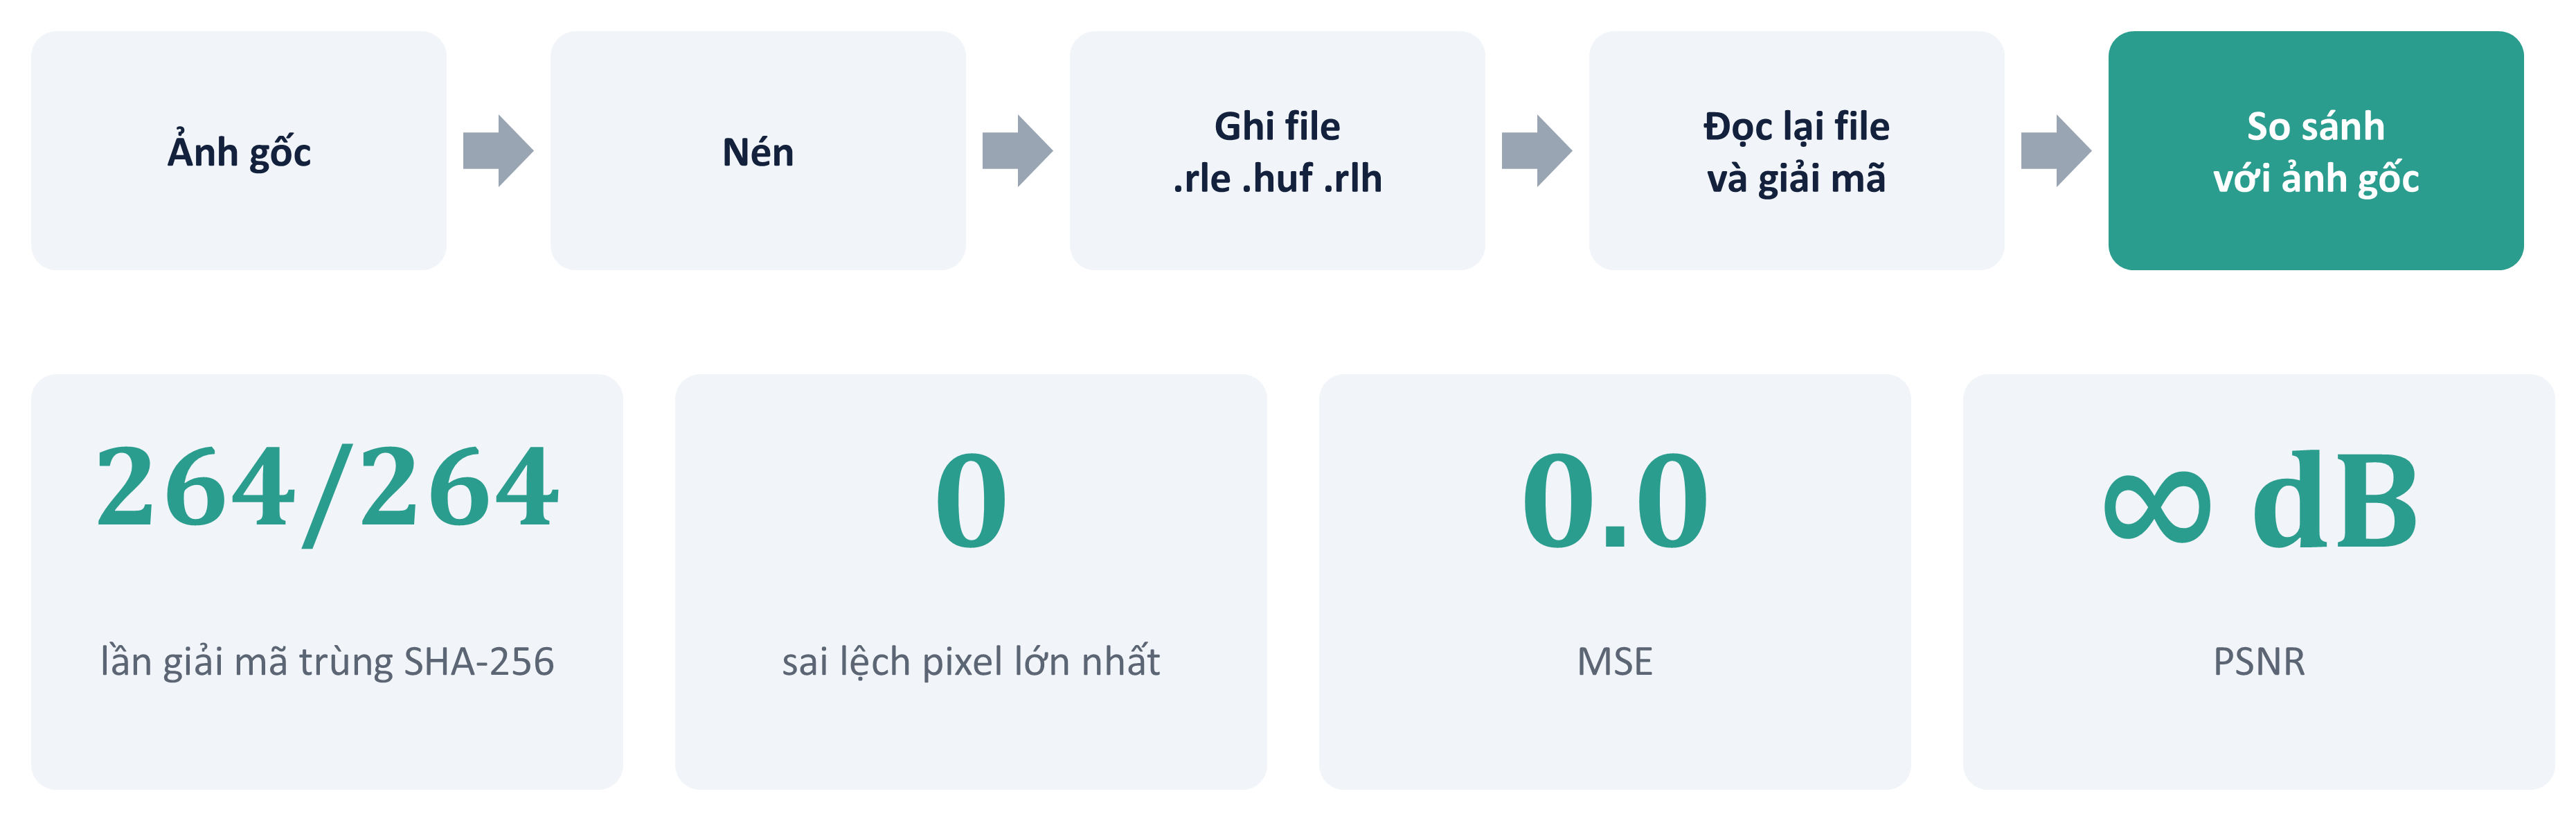 Ảnh gốc
Nén
Ghi file
.rle .huf .rlh
Đọc lại file
và giải mã
So sánh
với ảnh gốc
264/264
lần giải mã trùng SHA-256
0
sai lệch pixel lớn nhất
0.0
MSE
∞ dB
PSNR